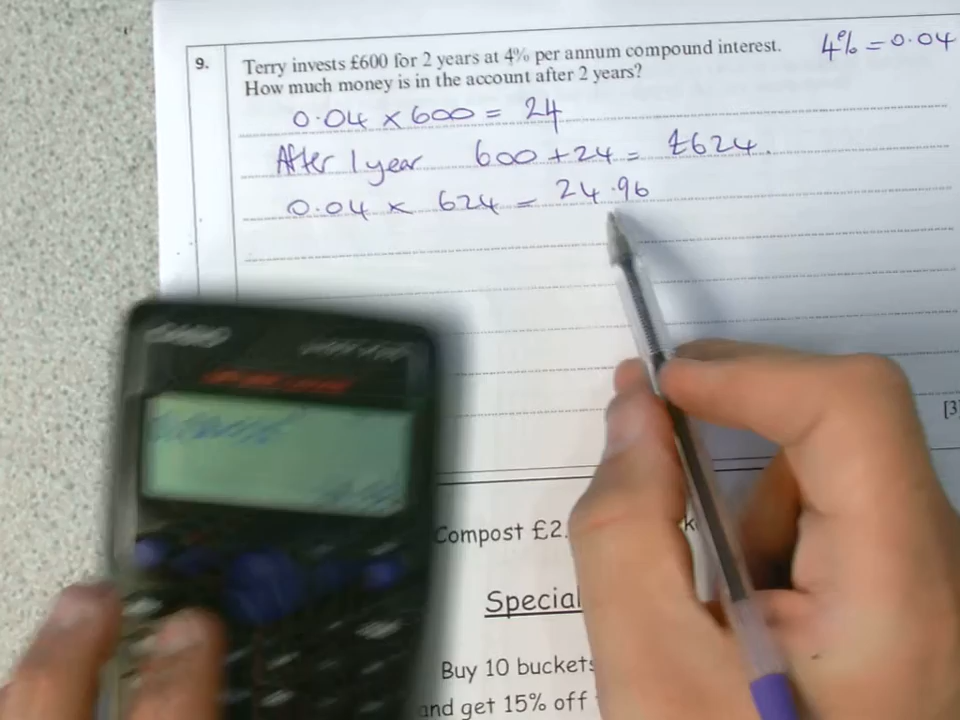 9. Terry invests £600 for 2 years at 4% per annum compound interest. 4% = 0.04
How much money is in the account after 2 years?
0.04 × 600 = 24
After 1 year 600 + 24 = £624.
0.04 × 624 = 24.96
[3
Compost £2.
Special
Buy 10 buckets
and get 15% off